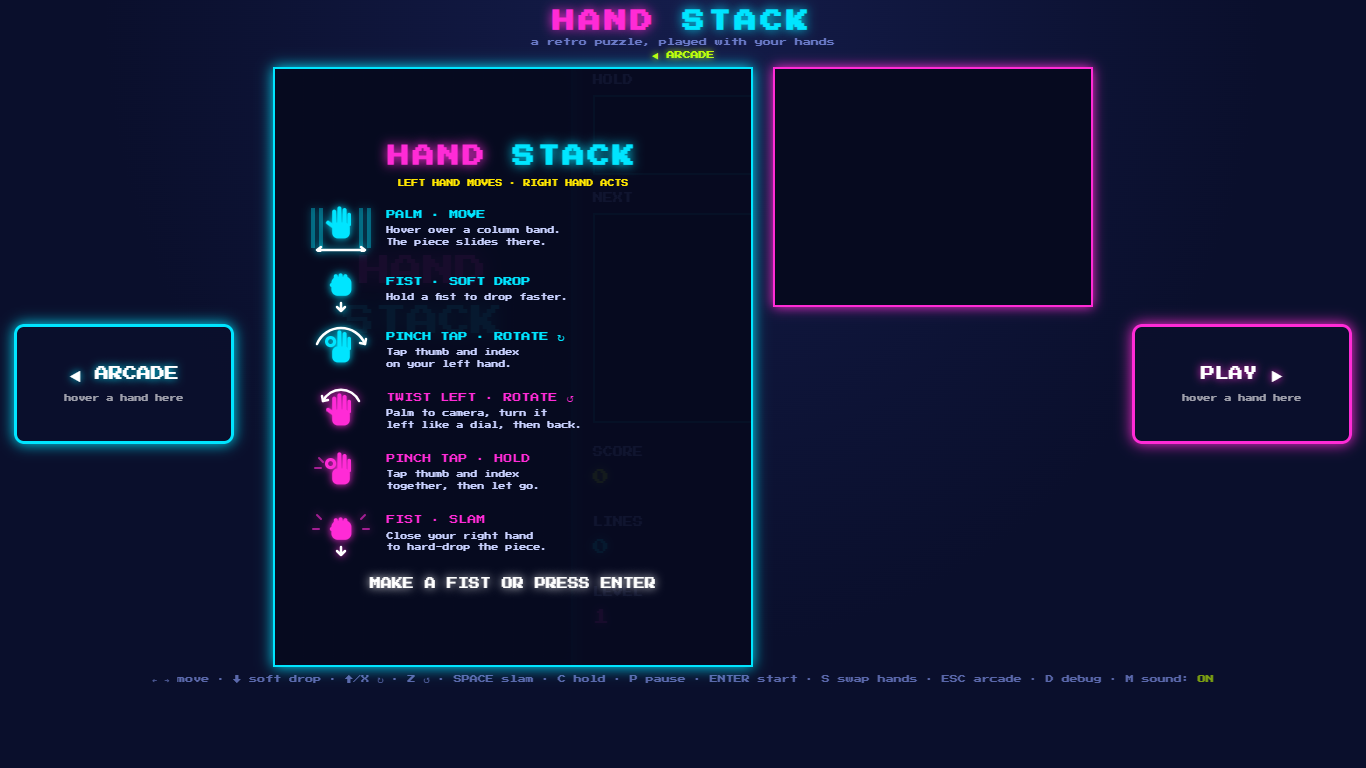 HAND STACK
a retro puzzle, played with your hands
◀ ARCADE
HOLD
HAND STACK
LEFT HAND MOVES · RIGHT HAND ACTS
NEXT
PALM · MOVE
Hover over a column band.
The piece slides there.
HAND
STACK
FIST · SOFT DROP
Hold a fist to drop faster.
PINCH TAP · ROTATE ↻
Tap thumb and index
on your left hand.
◀ ARCADE
hover a hand here
PLAY ▶
hover a hand here
TWIST LEFT · ROTATE ↺
Palm to camera, turn it
left like a dial, then back.
PINCH TAP · HOLD
Tap thumb and index
together, then let go.
SCORE
0
FIST · SLAM
Close your right hand
to hard-drop the piece.
LINES
0
MAKE A FIST OR PRESS ENTER
LEVEL
1
← → move · ↓ soft drop · ↑/X ↻ · Z ↺ · SPACE slam · C hold · P pause · ENTER start · S swap hands · ESC arcade · D debug · M sound: ON